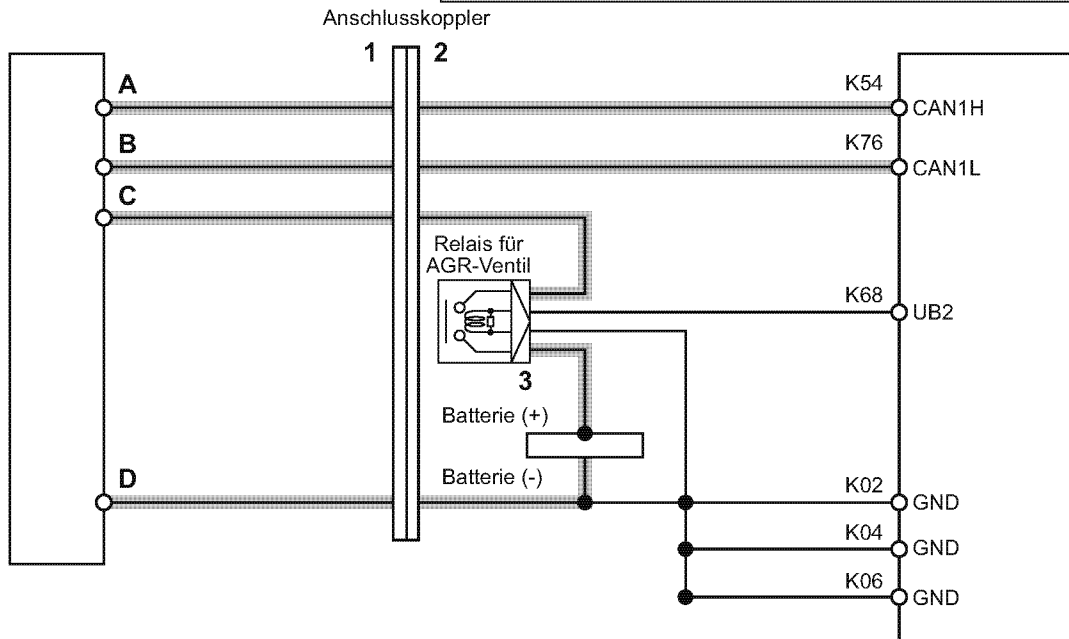 Anschlusskoppler
1
2
A
K54
CAN1H
B
K76
CAN1L
C
Relais für
AGR-Ventil
K68
UB2
3
Batterie (+)
Batterie (-)
D
K02
GND
K04
GND
K06
GND